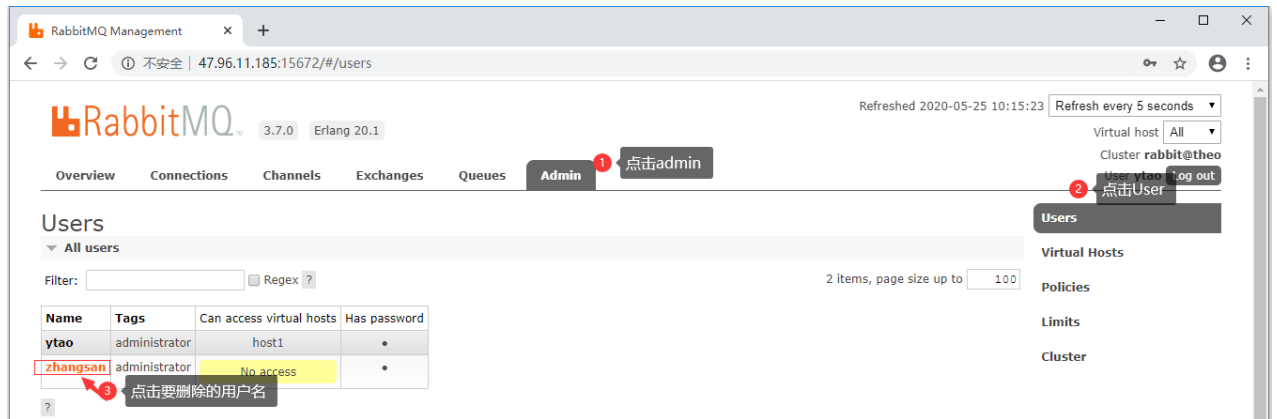 RabbitMQ Management
不安全 47.96.11.185:15672/#/users
RabbitMQ™ 3.7.0 Erlang 20.1
Refreshed 2020-05-25 10:15:23 Refresh every 5 seconds
Virtual host All
Cluster rabbit@theo
User ytao Log out
Overview Connections Channels Exchanges Queues Admin
1 点击admin
2 点击User
Users
All users
Filter: Regex ?
2 items, page size up to 100
Name Tags Can access virtual hosts Has password
ytao administrator host1 •
zhangsan administrator No access •
3 点击要删除的用户名
?
Users
Virtual Hosts
Policies
Limits
Cluster